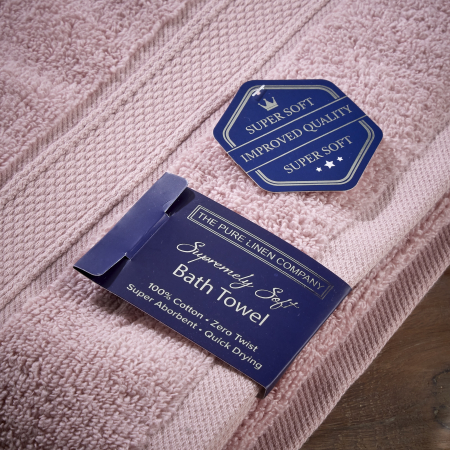 SUPER SOFT
IMPROVED QUALITY
SUPER SOFT
THE PURE LINEN COMPANY
Supremely Soft
Bath Towel
100% Cotton - Zero Twist
Super Aborbent - Quick Drying